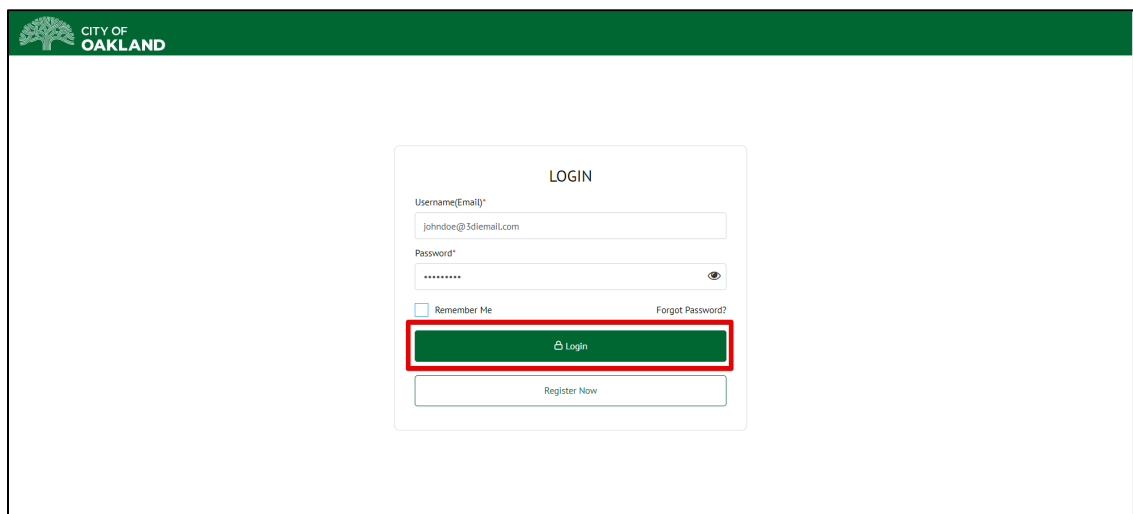 CITY OF
OAKLAND
LOGIN
Username(Email)*
johndoe@3diemail.com
Password*
•••••••••
Remember Me
Forgot Password?
Login
Register Now